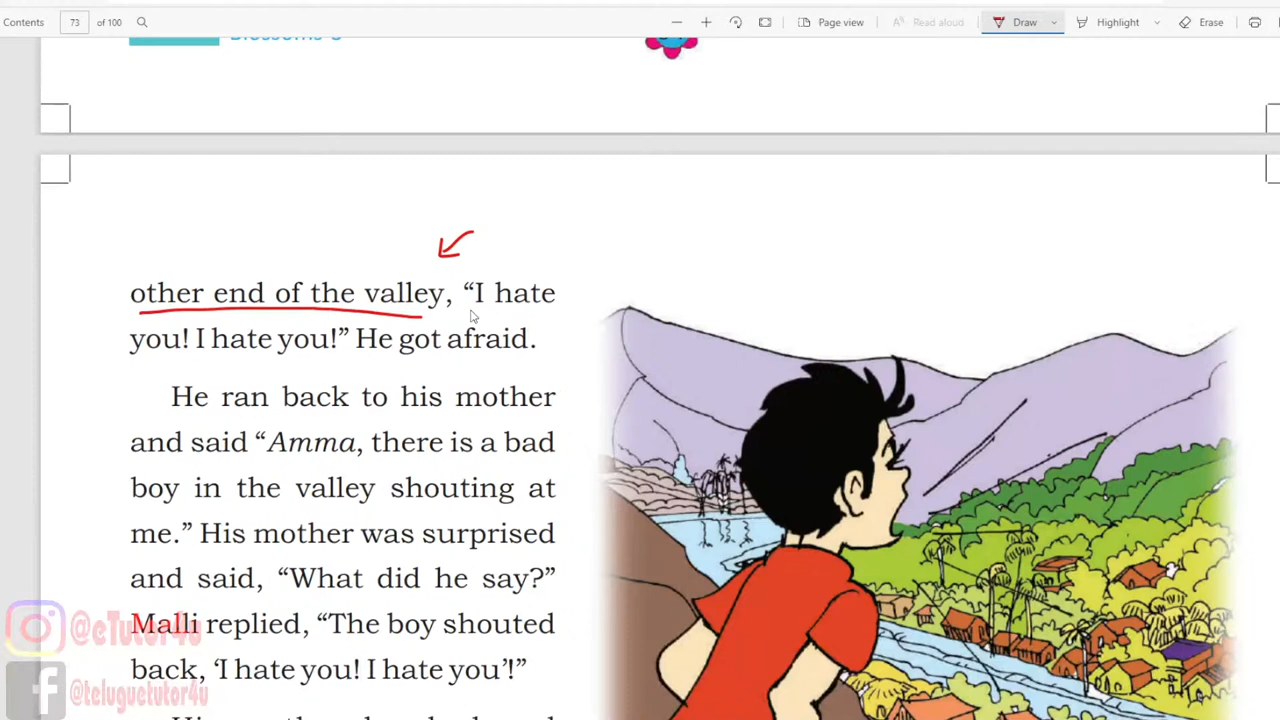 Contents 73 of 100 Page view Read aloud Draw Highlight Erase
other end of the valley, “I hate
you! I hate you!” He got afraid.
He ran back to his mother
and said “Amma, there is a bad
boy in the valley shouting at
me.” His mother was surprised
and said, “What did he say?”
Malli replied, “The boy shouted
back, ‘I hate you! I hate you’!”
@eTutor4u
@teluguetutor4u